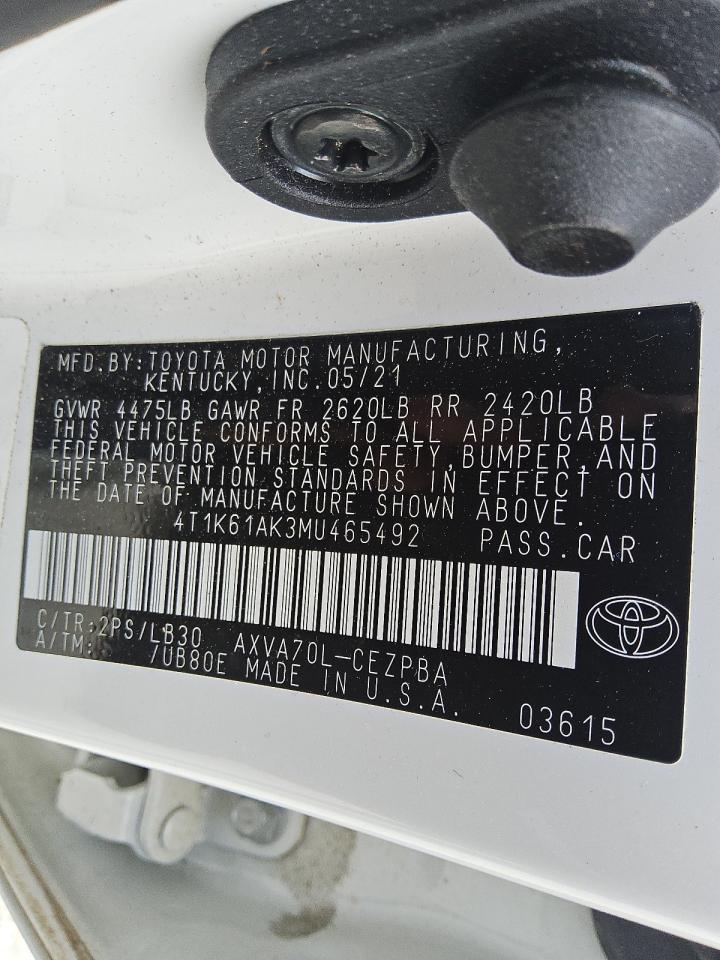 MFD.BY:TOYOTA MOTOR MANUFACTURING,
KENTUCKY,INC.05/21
GVWR 4475LB GAWR FR 2620LB RR 2420LB
THIS VEHICLE CONFORMS TO ALL APPLICABLE
FEDERAL MOTOR VEHICLE SAFETY,BUMPER,AND
THEFT PREVENTION STANDARDS IN EFFECT ON
THE DATE OF MANUFACTURE SHOWN ABOVE.
4T1K61AK3MU465492 PASS.CAR
C/TR:2PS/LB30 AXVA70L-CEZPBA
A/TM: /UB80E MADE IN U.S.A. 03615